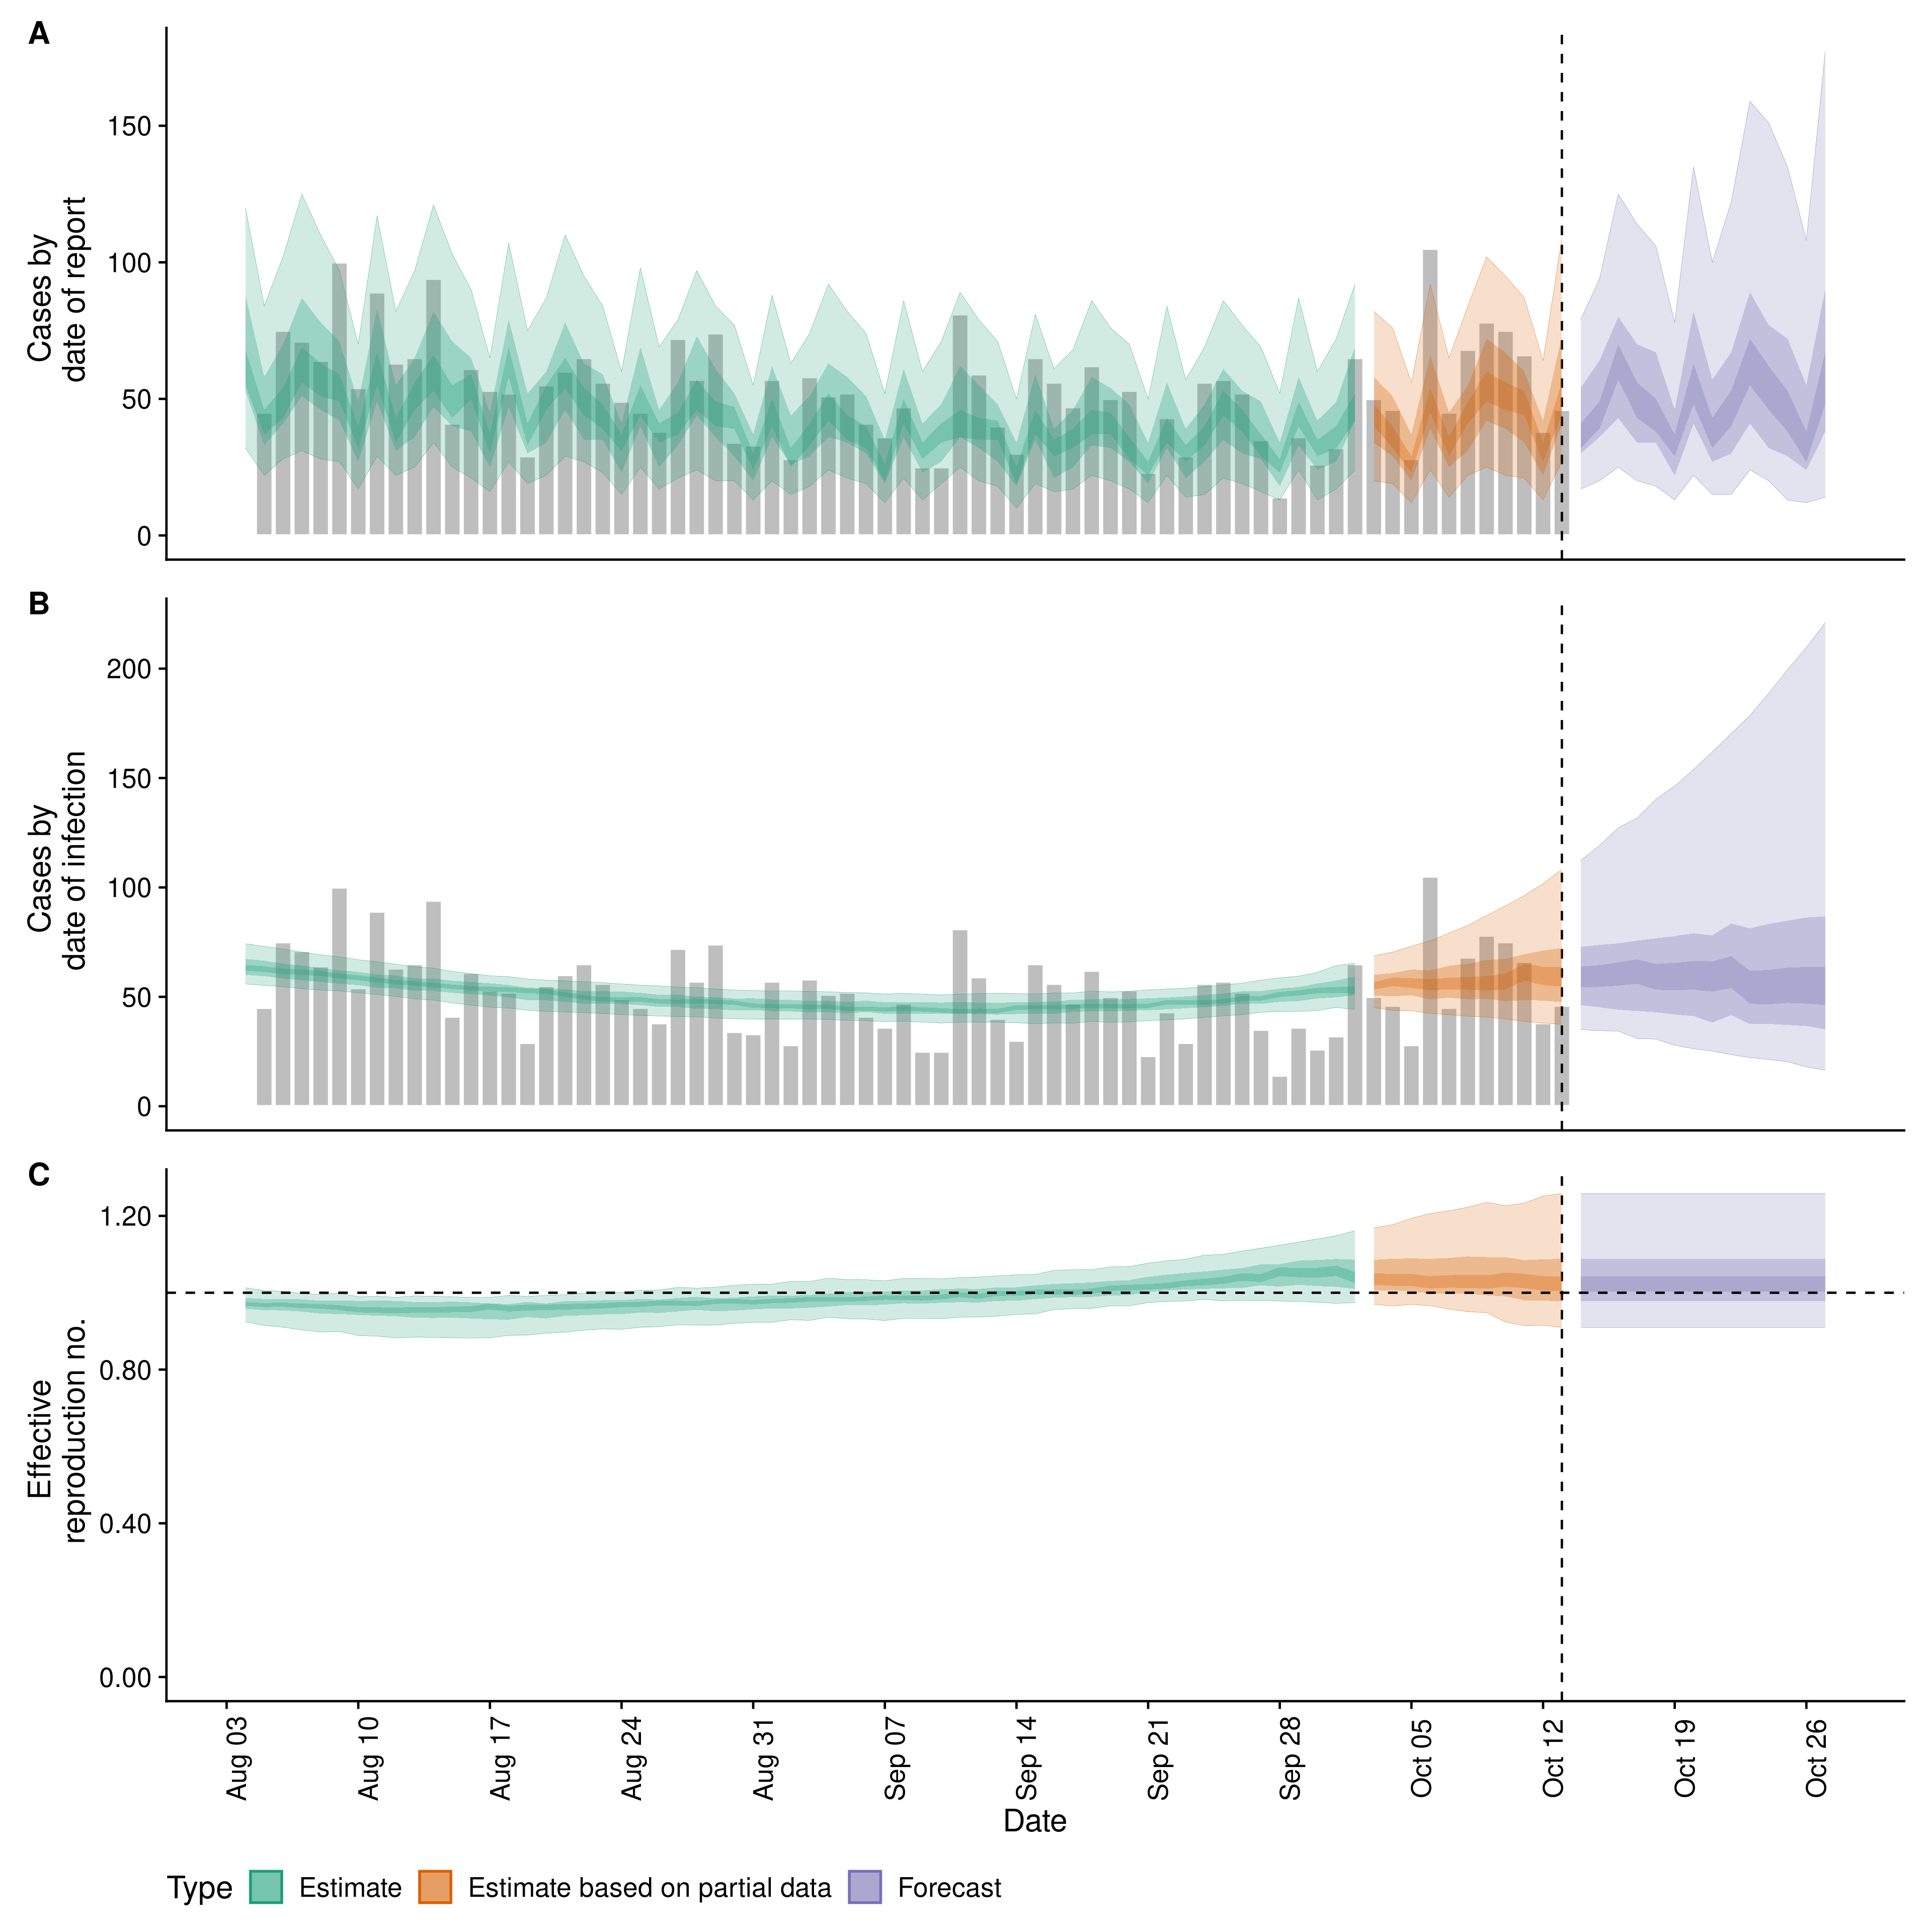 A
Cases by
date of report
150
100
50
0
B
Cases by
date of infection
200
150
100
50
0
C
Effective
reproduction no.
1.20
0.80
0.40
0.00
Aug 03
Aug 10
Aug 17
Aug 24
Aug 31
Sep 07
Sep 14
Sep 21
Sep 28
Oct 05
Oct 12
Oct 19
Oct 26
Date
Type
Estimate
Estimate based on partial data
Forecast